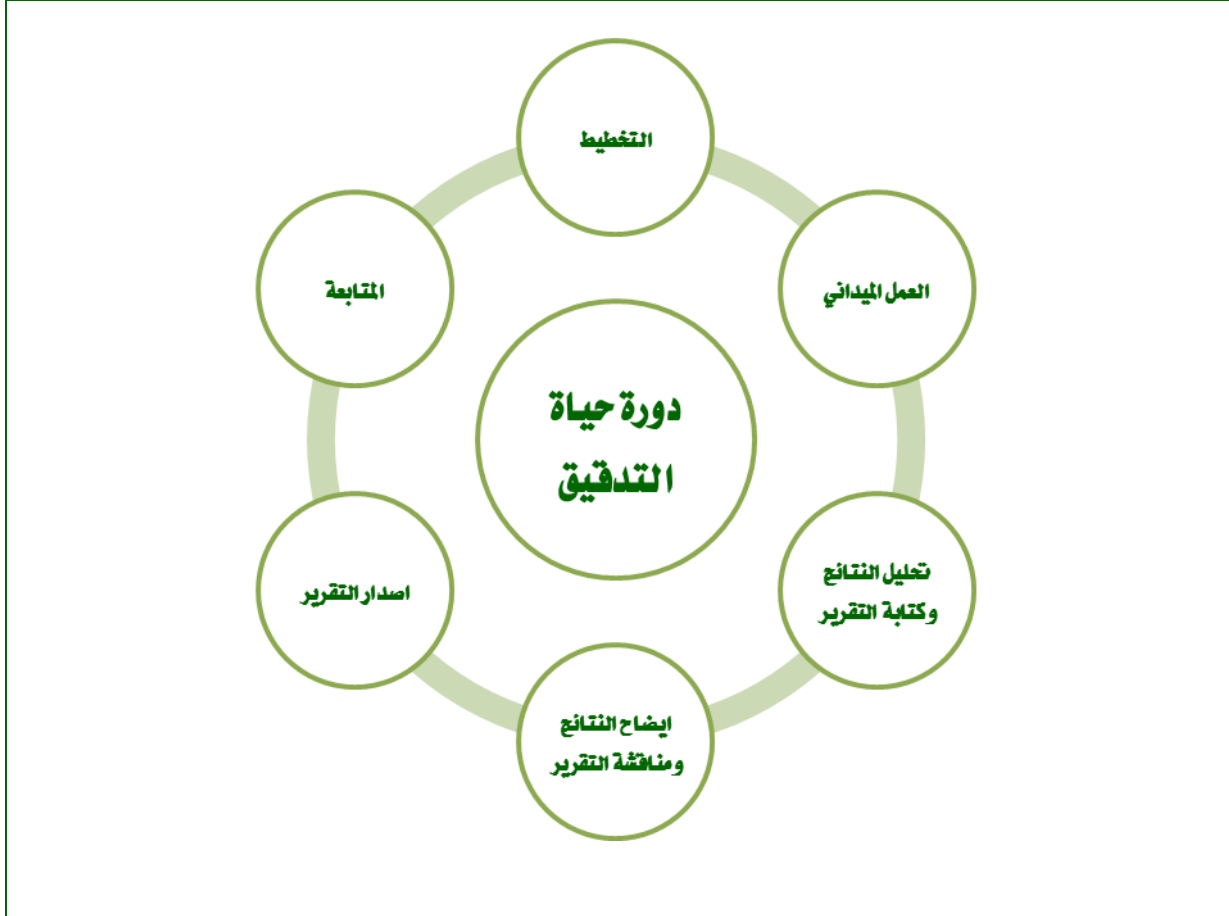 التخطيط
العمل الميداني
تحليل النتائج
وكتابة التقرير
ايضاح النتائج
ومناقشة التقرير
اصدار التقرير
المتابعة
دورة حياة
التدقيق